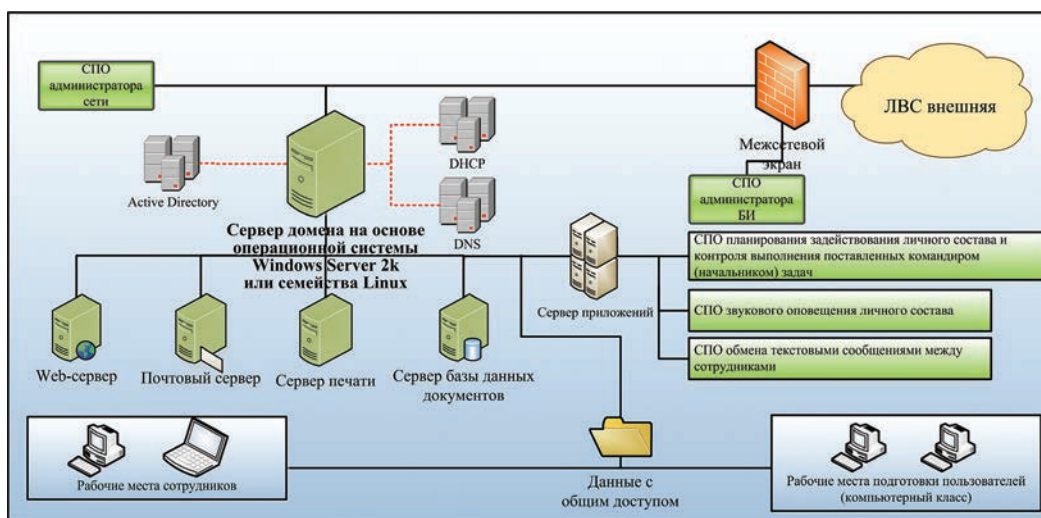 СПО
администратора
сети
ЛВС внешняя
Межсетевой
экран
DHCP
Active Directory
СПО
администратора
БИ
DNS
Сервер домена на основе
операционной системы
Windows Server 2k
или семейства Linux
СПО планирования задействования личного состава и
контроля выполнения поставленных командиром
(начальником) задач
Сервер приложений
СПО звукового оповещения личного состава
СПО обмена текстовыми сообщениями между
сотрудниками
Web-сервер
Почтовый сервер
Сервер печати
Сервер базы данных
документов
Рабочие места сотрудников
Данные с
общим доступом
Рабочие места подготовки пользователей
(компьютерный класс)